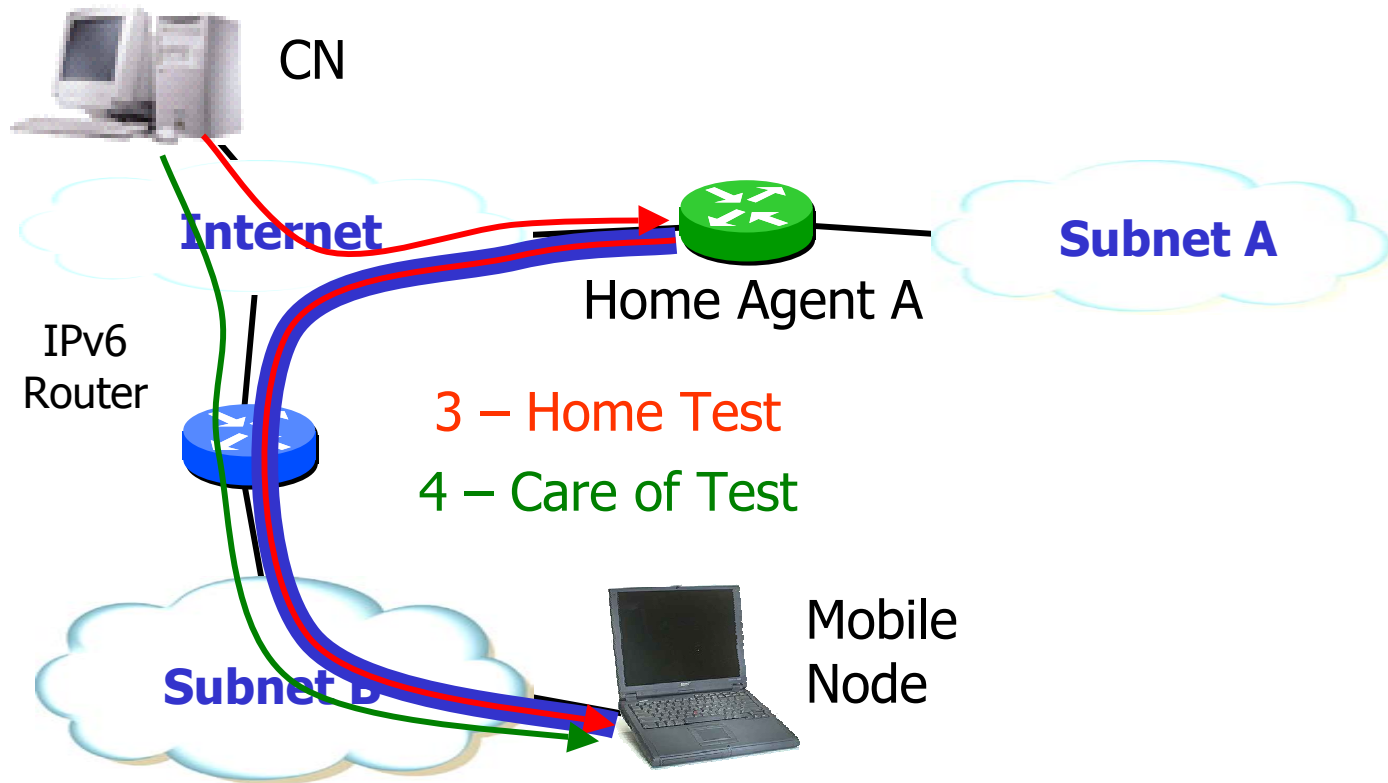 CN
Internet
Subnet A
Home Agent A
IPv6
Router
3 – Home Test
4 – Care of Test
Mobile
Node
Subnet B